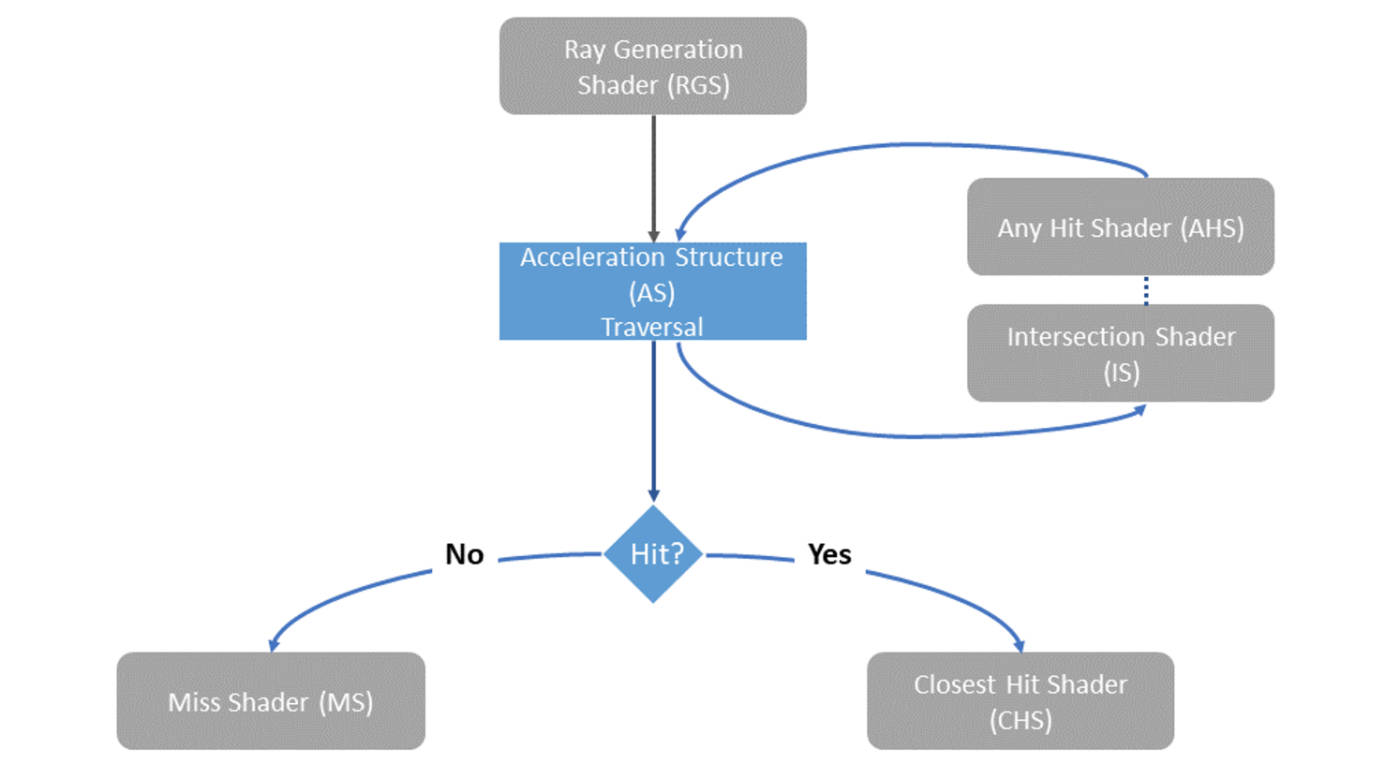 Ray Generation
Shader (RGS)
Any Hit Shader (AHS)
Acceleration Structure
(AS)
Traversal
Intersection Shader
(IS)
No
Hit?
Yes
Miss Shader (MS)
Closest Hit Shader
(CHS)